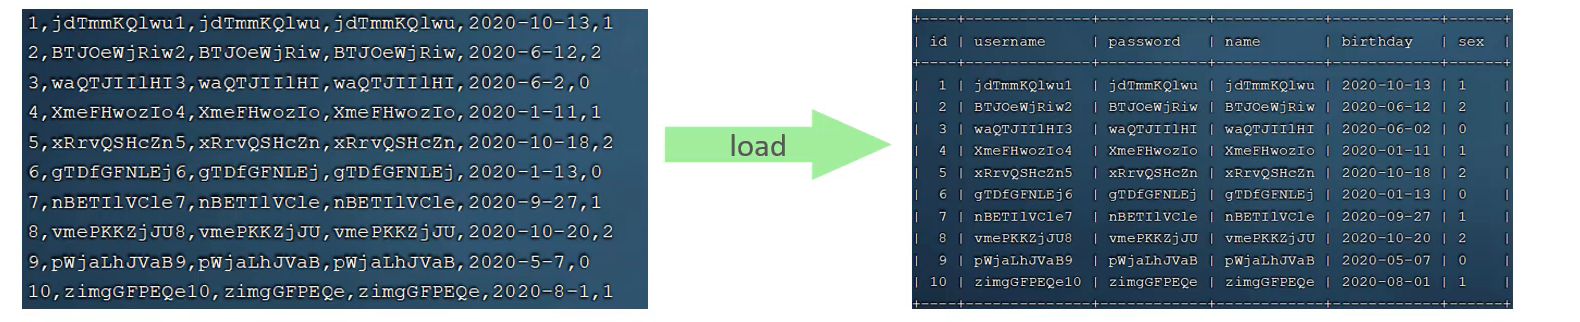 1,jdTmmKQlwu1,jdTmmKQlwu,jdTmmKQlwu,2020-10-13,1
2,BTJOeWjRiw2,BTJOeWjRiw,BTJOeWjRiw,2020-6-12,2
3,waQTJIIlHI3,waQTJIIlHI,waQTJIIlHI,2020-6-2,0
4,XmeFHwozIo4,XmeFHwozIo,XmeFHwozIo,2020-1-11,1
5,xRrvQSHcZn5,xRrvQSHcZn,xRrvQSHcZn,2020-10-18,2
6,gTDfGFNLEj6,gTDfGFNLEj,gTDfGFNLEj,2020-1-13,0
7,nBETIlVCle7,nBETIlVCle,nBETIlVCle,2020-9-27,1
8,vmePKKZjJU8,vmePKKZjJU,vmePKKZjJU,2020-10-20,2
9,pWjaLhJVaB9,pWjaLhJVaB,pWjaLhJVaB,2020-5-7,0
10,zimgGFPEQe10,zimgGFPEQe,zimgGFPEQe,2020-8-1,1
load
| id | username | password | name | birthday | sex |
| 1 | jdTmmKQlwu1 | jdTmmKQlwu | jdTmmKQlwu | 2020-10-13 | 1 |
| 2 | BTJOeWjRiw2 | BTJOeWjRiw | BTJOeWjRiw | 2020-06-12 | 2 |
| 3 | waQTJIIlHI3 | waQTJIIlHI | waQTJIIlHI | 2020-06-02 | 0 |
| 4 | XmeFHwozIo4 | XmeFHwozIo | XmeFHwozIo | 2020-01-11 | 1 |
| 5 | xRrvQSHcZn5 | xRrvQSHcZn | xRrvQSHcZn | 2020-10-18 | 2 |
| 6 | gTDfGFNLEj6 | gTDfGFNLEj | gTDfGFNLEj | 2020-01-13 | 0 |
| 7 | nBETIlVCle7 | nBETIlVCle | nBETIlVCle | 2020-09-27 | 1 |
| 8 | vmePKKZjJU8 | vmePKKZjJU | vmePKKZjJU | 2020-10-20 | 2 |
| 9 | pWjaLhJVaB9 | pWjaLhJVaB | pWjaLhJVaB | 2020-05-07 | 0 |
| 10 | zimgGFPEQe10 | zimgGFPEQe | zimgGFPEQe | 2020-08-01 | 1 |